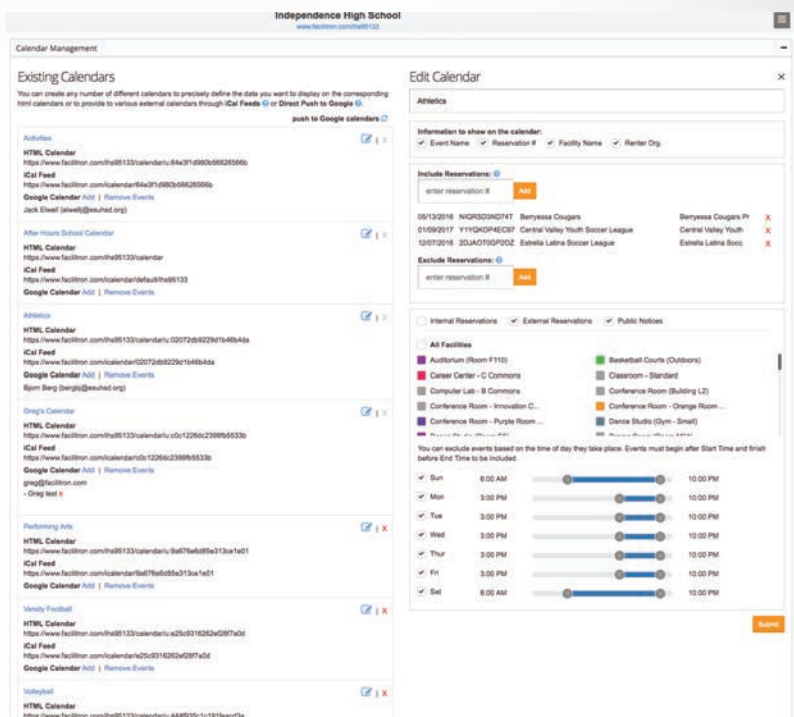 Independence High School
www.facilitron.com/ihs95133
Calendar Management
Existing Calendars
You can create any number of different calendars to precisely define the data you want to display on the corresponding
html calendars or to provide to various external calendars through iCal Feeds or Direct Push to Google.
push to Google calendars
Activities
X
HTML Calendar
iCal Feed
Google Calendar Add | Remove Events
Jack Elwell (elwellj@esuhsd.org)
After Hours School Calendar
X
HTML Calendar
https://www.facilitron.com/ihs95133/calendar
iCal Feed
https://www.facilitron.com/icalendar/default/ihs95133
Google Calendar Add | Remove Events
Athletics
X
HTML Calendar
https://www.facilitron.com/ihs95133/calendar/u:02072db9229d1b46b4da
iCal Feed
https://www.facilitron.com/icalendar/02072db9229d1b46b4da
Google Calendar Add | Remove Events
Bjorn Berg (bergbj@esuhsd.org)
Greg's Calendar
X
HTML Calendar
https://www.facilitron.com/ihs95133/calendar/u:c0c1226dc2398fb5533b
iCal Feed
https://www.facilitron.com/icalendar/c0c1226dc2398fb5533b
Google Calendar Add | Remove Events
greg@facilitron.com
- Greg test x
Performing Arts
X
HTML Calendar
https://www.facilitron.com/ihs95133/calendar/u:9a676e6d85e313ce1e01
iCal Feed
https://www.facilitron.com/icalendar/9a676e6d85e313ce1e01
Google Calendar Add | Remove Events
Varsity Football
X
HTML Calendar
https://www.facilitron.com/ihs95133/calendar/u:e25c9316262ef28f7a0d
iCal Feed
https://www.facilitron.com/icalendar/e25c9316262ef28f7a0d
Google Calendar Add | Remove Events
Volleyball
X
HTML Calendar
Edit Calendar
×
Athletics
Information to show on the calendar:
Event Name Reservation # Facility Name Renter Org.
Include Reservations:
enter reservation # Add
05/13/2016 NIQRSD3ND74T Berryessa Cougars Berryessa Cougars Pr X
01/09/2017 Y1YQKDP4EC97 Central Valley Youth Soccer League Central Valley Youth X
12/07/2016 2DJAOT0GP2OZ Estrella Latina Soccer League Estrella Latina Socc X
Exclude Reservations:
enter reservation # Add
Internal Reservations External Reservations Public Notices
All Facilities
Auditorium (Room F110) Basketball Courts (Outdoors)
Career Center - C Commons Classroom - Standard
Computer Lab - B Commons Conference Room (Building L2)
Conference Room - Innovation C... Conference Room - Orange Room ...
Conference Room - Purple Room ... Dance Studio (Gym - Small)
You can exclude events based on the time of day they take place. Events must begin after Start Time and finish
before End Time to be included.
Sun 6:00 AM 10:00 PM
Mon 3:00 PM 10:00 PM
Tue 3:00 PM 10:00 PM
Wed 3:00 PM 10:00 PM
Thur 3:00 PM 10:00 PM
Fri 3:00 PM 10:00 PM
Sat 6:00 AM 10:00 PM
Submit